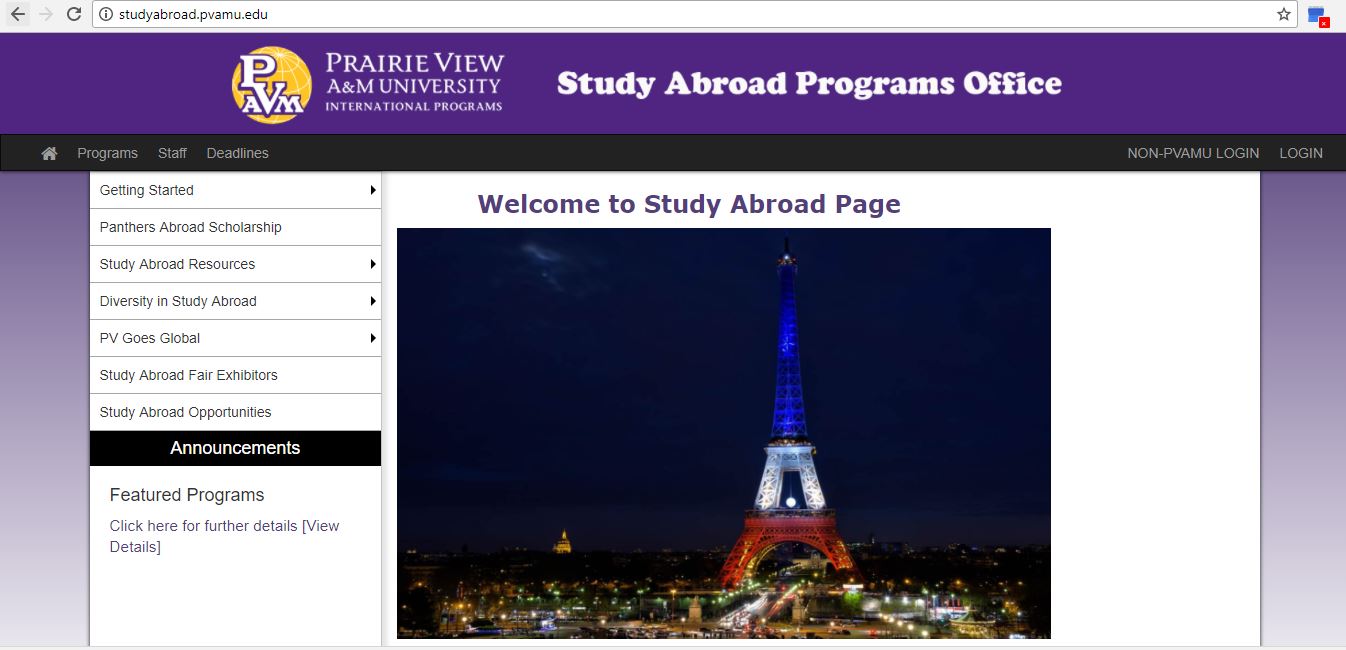 studyabroad.pvamu.edu
PVAMU
PRAIRIE VIEW
A&M UNIVERSITY
INTERNATIONAL PROGRAMS
Study Abroad Programs Office
Programs Staff Deadlines NON-PVAMU LOGIN LOGIN
Getting Started
Panthers Abroad Scholarship
Study Abroad Resources
Diversity in Study Abroad
PV Goes Global
Study Abroad Fair Exhibitors
Study Abroad Opportunities
Announcements
Featured Programs
Click here for further details [View
Details]
Welcome to Study Abroad Page